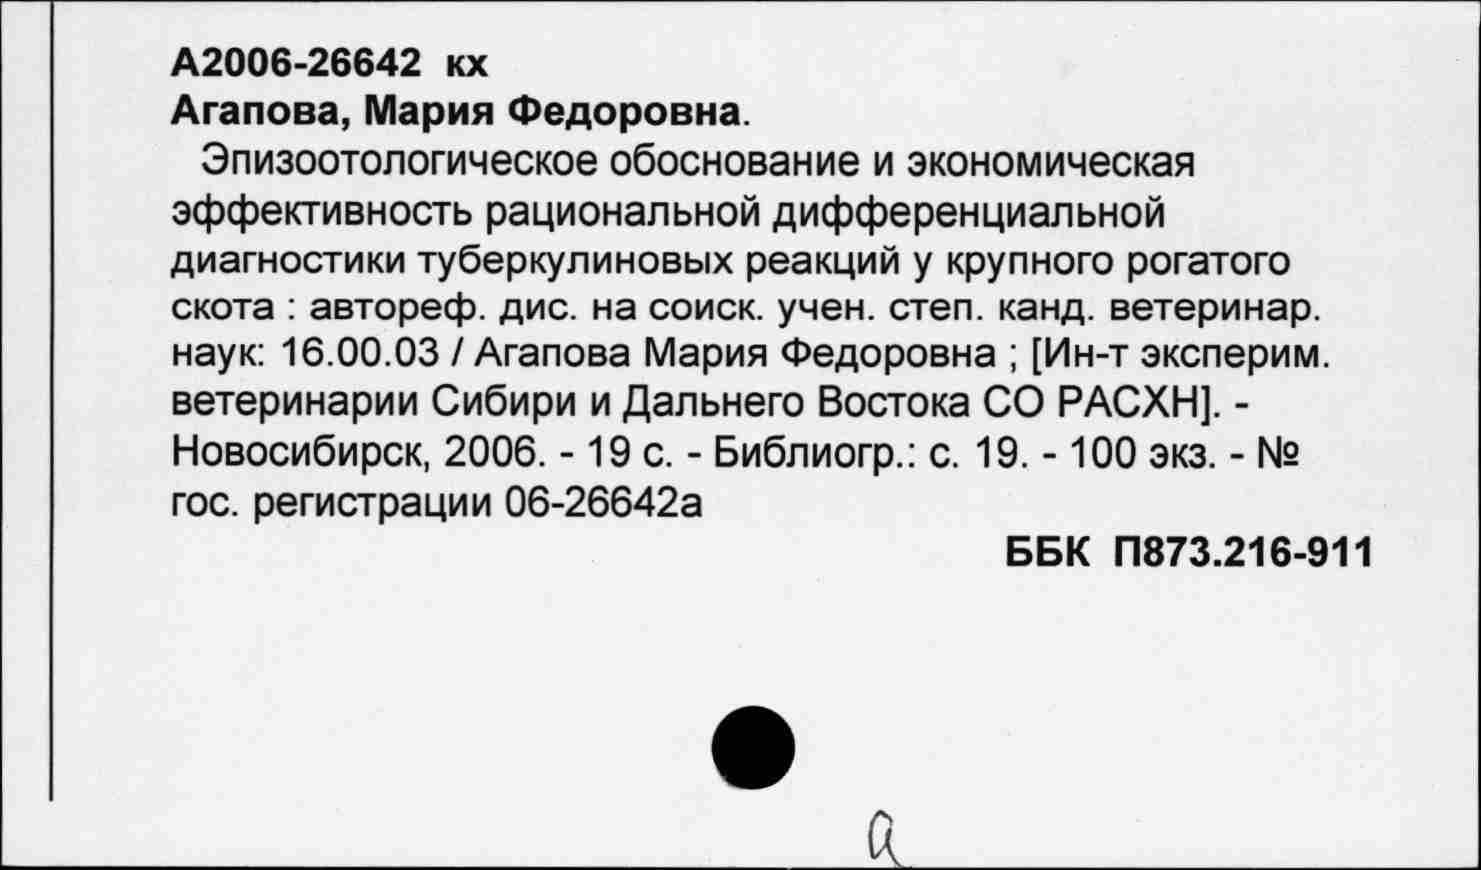 А2006-26642 кх
Агапова, Мария Федоровна.
Эпизоотологическое обоснование и экономическая
эффективность рациональной дифференциальной
диагностики туберкулиновых реакций у крупного рогатого
скота : автореф. дис. на соиск. учен. степ. канд. ветеринар.
наук: 16.00.03 / Агапова Мария Федоровна ; [Ин-т эксперим.
ветеринарии Сибири и Дальнего Востока СО РАСХН]. -
Новосибирск, 2006. - 19 с. - Библиогр.: с. 19. - 100 экз. - №
гос. регистрации 06-26642а
ББК П873.216-911
а